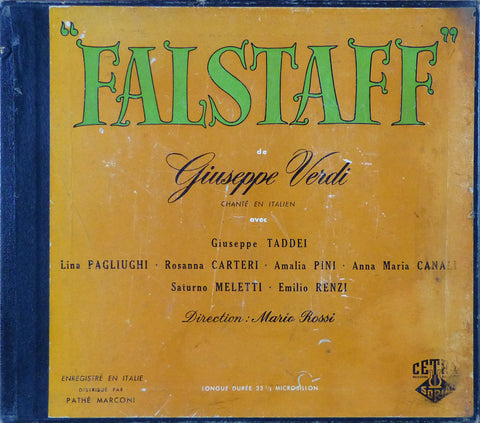 "FALSTAFF"
de
Giuseppe Verdi
CHANTÉ EN ITALIEN
avec
Giuseppe TADDEI
Lina PAGLIUGHI · Rosanna CARTERI · Amalia PINI · Anna Maria CANALI
Saturno MELETTI · Emilio RENZI
Direction : Mario Rossi
ENREGISTRÉ EN ITALIE
DISTRIBUÉ PAR
PATHÉ MARCONI
LONGUE DURÉE 33 ⅓ MICROSILLON
CETRA
SORIA